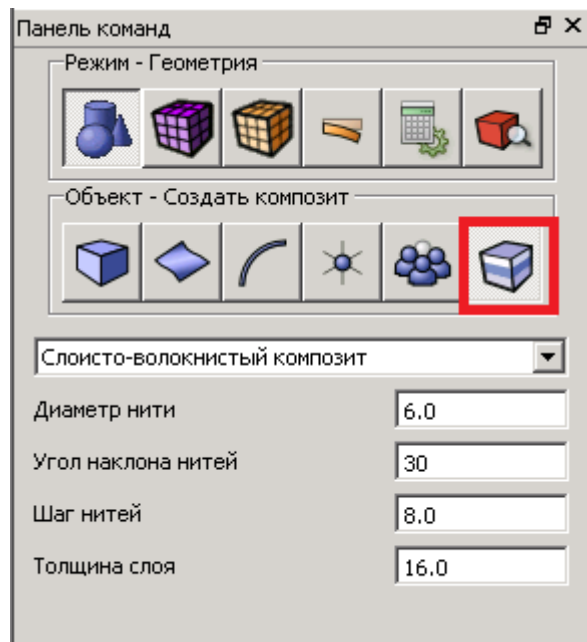 Панель команд
Режим - Геометрия
Объект - Создать композит
Слоисто-волокнистый композит
Диаметр нити 6.0
Угол наклона нитей 30
Шаг нитей 8.0
Толщина слоя 16.0